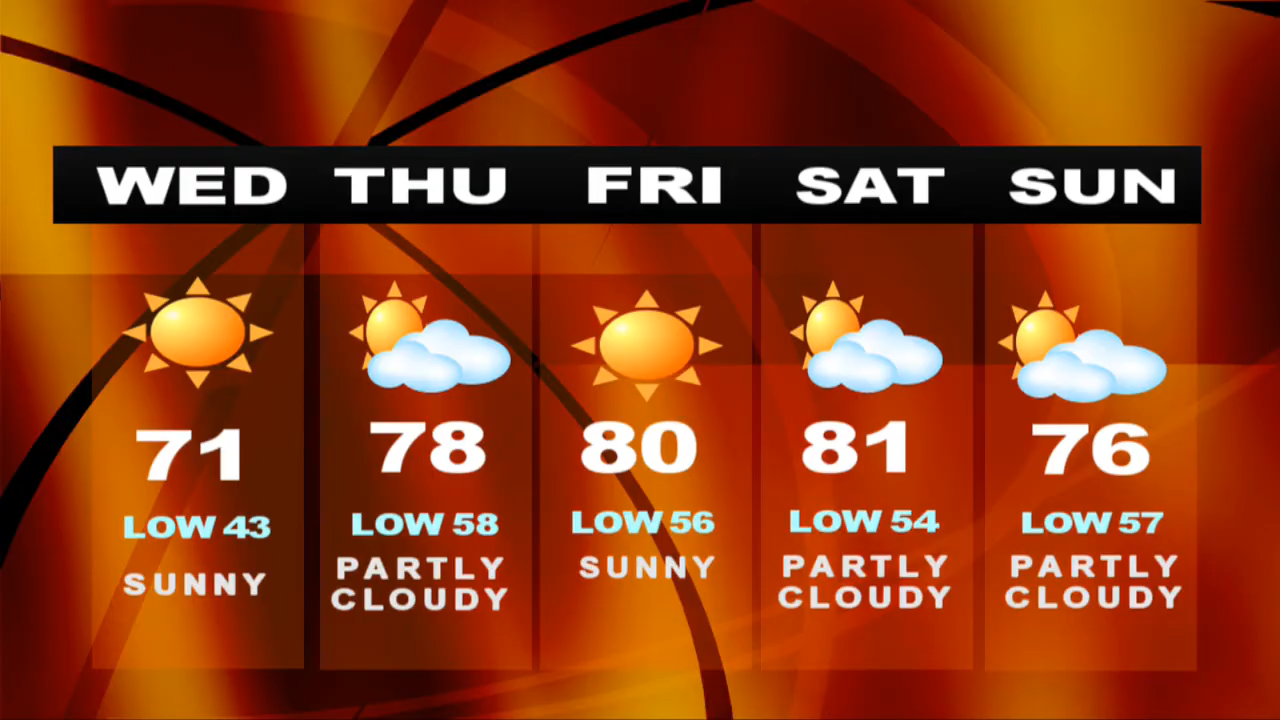 WED THU FRI SAT SUN
71 78 80 81 76
LOW 43 LOW 58 LOW 56 LOW 54 LOW 57
SUNNY PARTLY SUNNY PARTLY PARTLY
CLOUDY CLOUDY CLOUDY